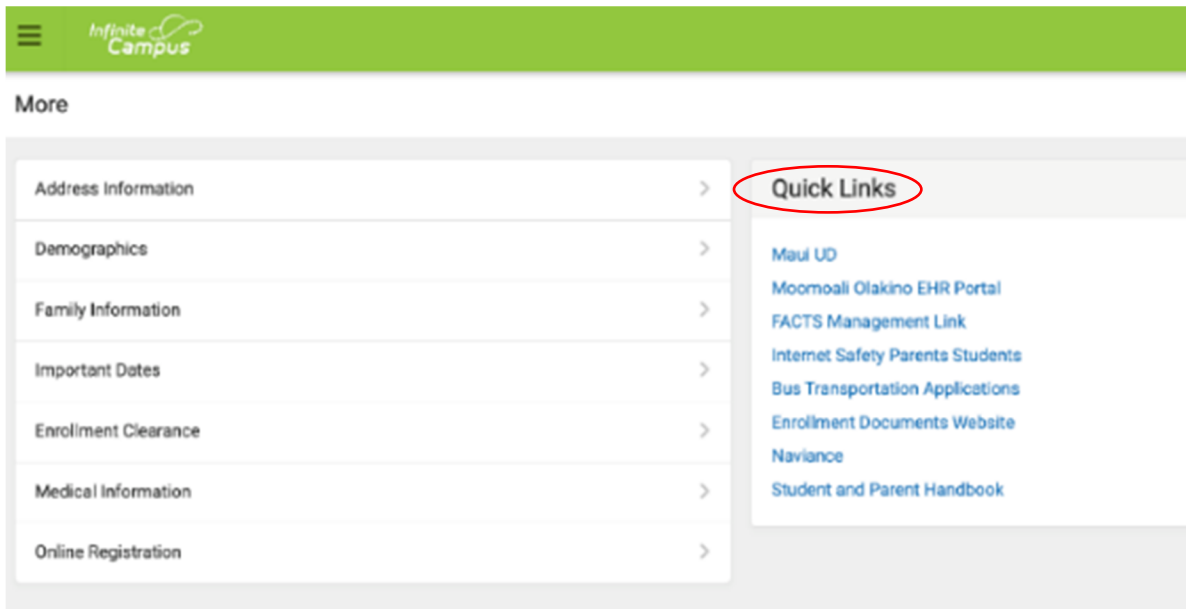 Infinite
Campus
More
Address Information
Demographics
Family Information
Important Dates
Enrollment Clearance
Medical Information
Online Registration
Quick Links
Maui UD
Moomoali Olakino EHR Portal
FACTS Management Link
Internet Safety Parents Students
Bus Transportation Applications
Enrollment Documents Website
Naviance
Student and Parent Handbook